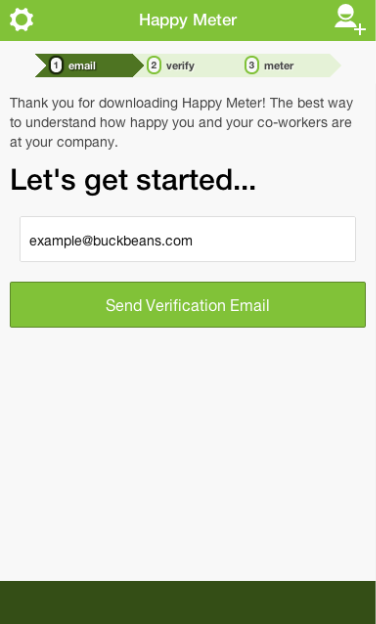 Happy Meter
1 email 2 verify 3 meter
Thank you for downloading Happy Meter! The best way
to understand how happy you and your co-workers are
at your company.
Let's get started...
example@buckbeans.com
Send Verification Email